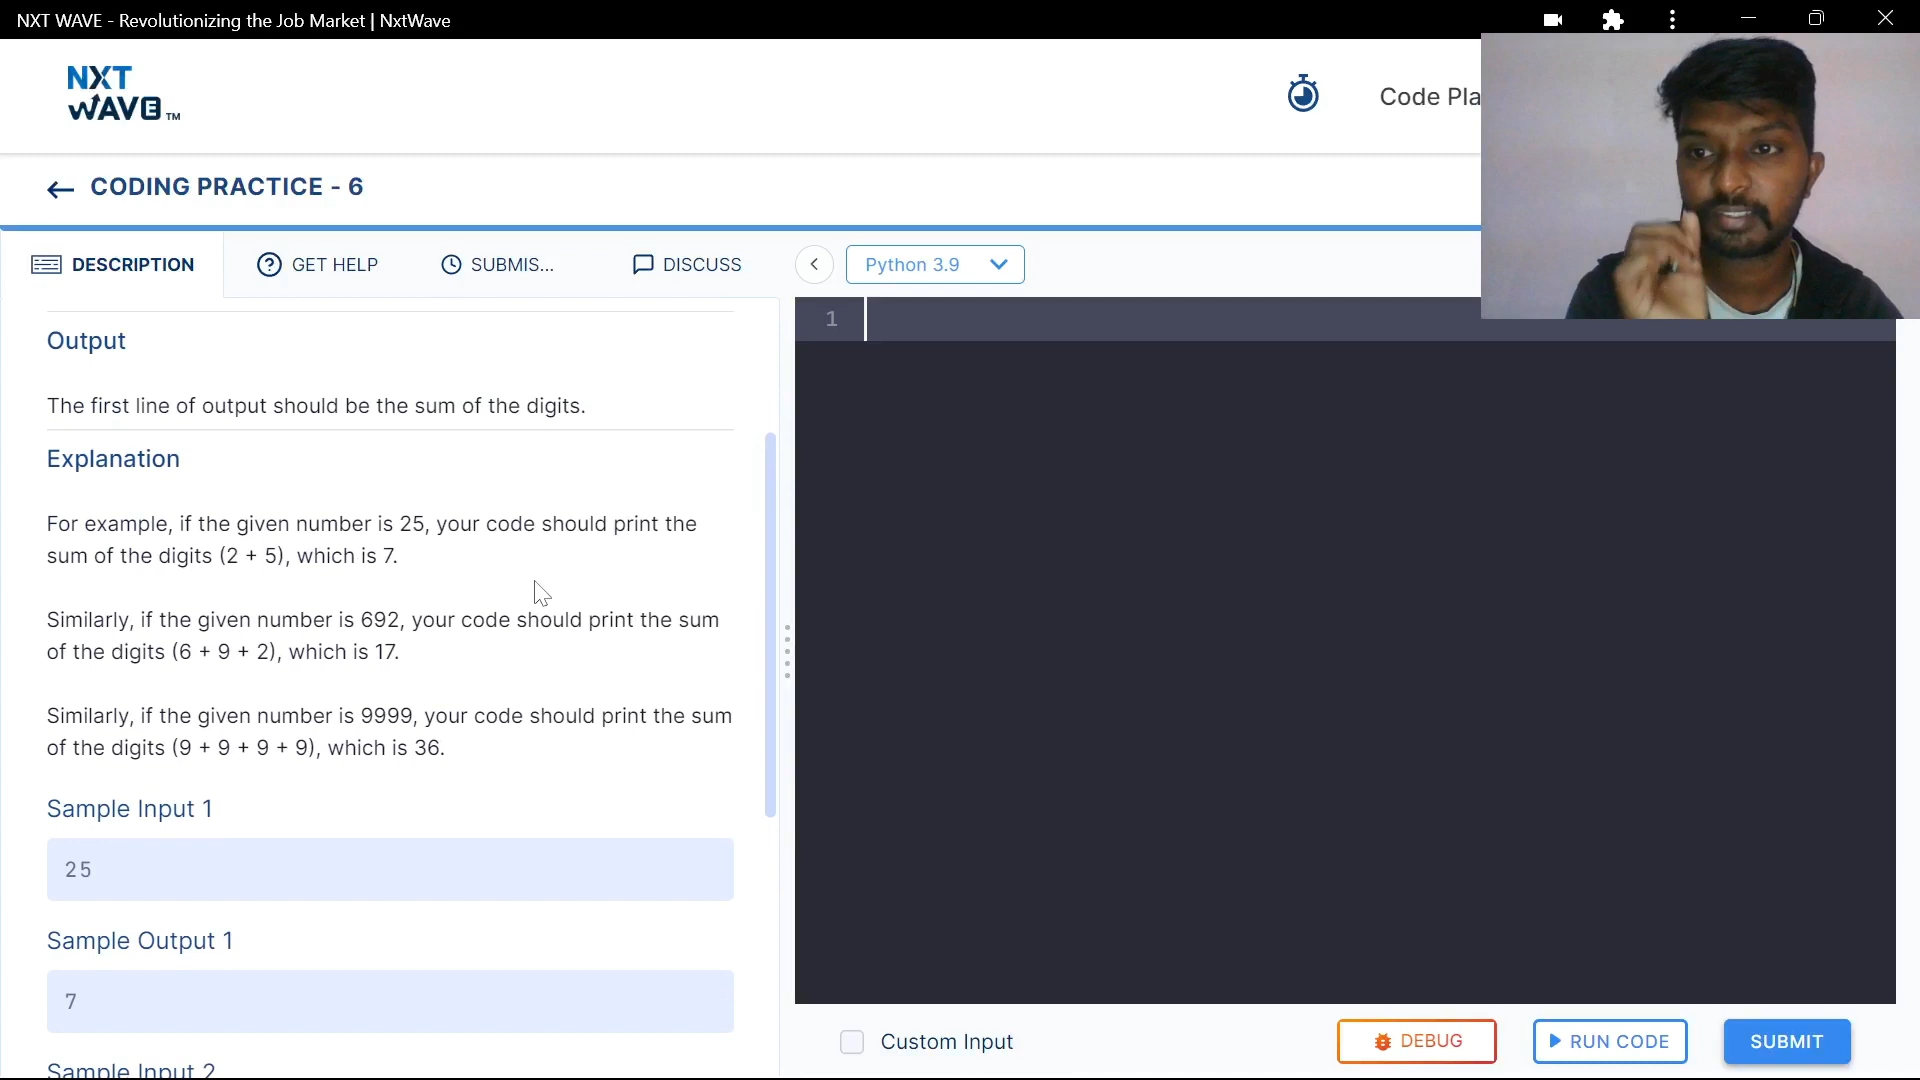 NXT WAVE - Revolutionizing the Job Market | NxtWave
NXT
WAVE TM
Code Pla
CODING PRACTICE - 6
DESCRIPTION
GET HELP
SUBMIS...
DISCUSS
Python 3.9
1
Output
The first line of output should be the sum of the digits.
Explanation
For example, if the given number is 25, your code should print the
sum of the digits (2 + 5), which is 7.
Similarly, if the given number is 692, your code should print the sum
of the digits (6 + 9 + 2), which is 17.
Similarly, if the given number is 9999, your code should print the sum
of the digits (9 + 9 + 9 + 9), which is 36.
Sample Input 1
25
Sample Output 1
7
Sample Input 2
Custom Input
DEBUG
RUN CODE
SUBMIT